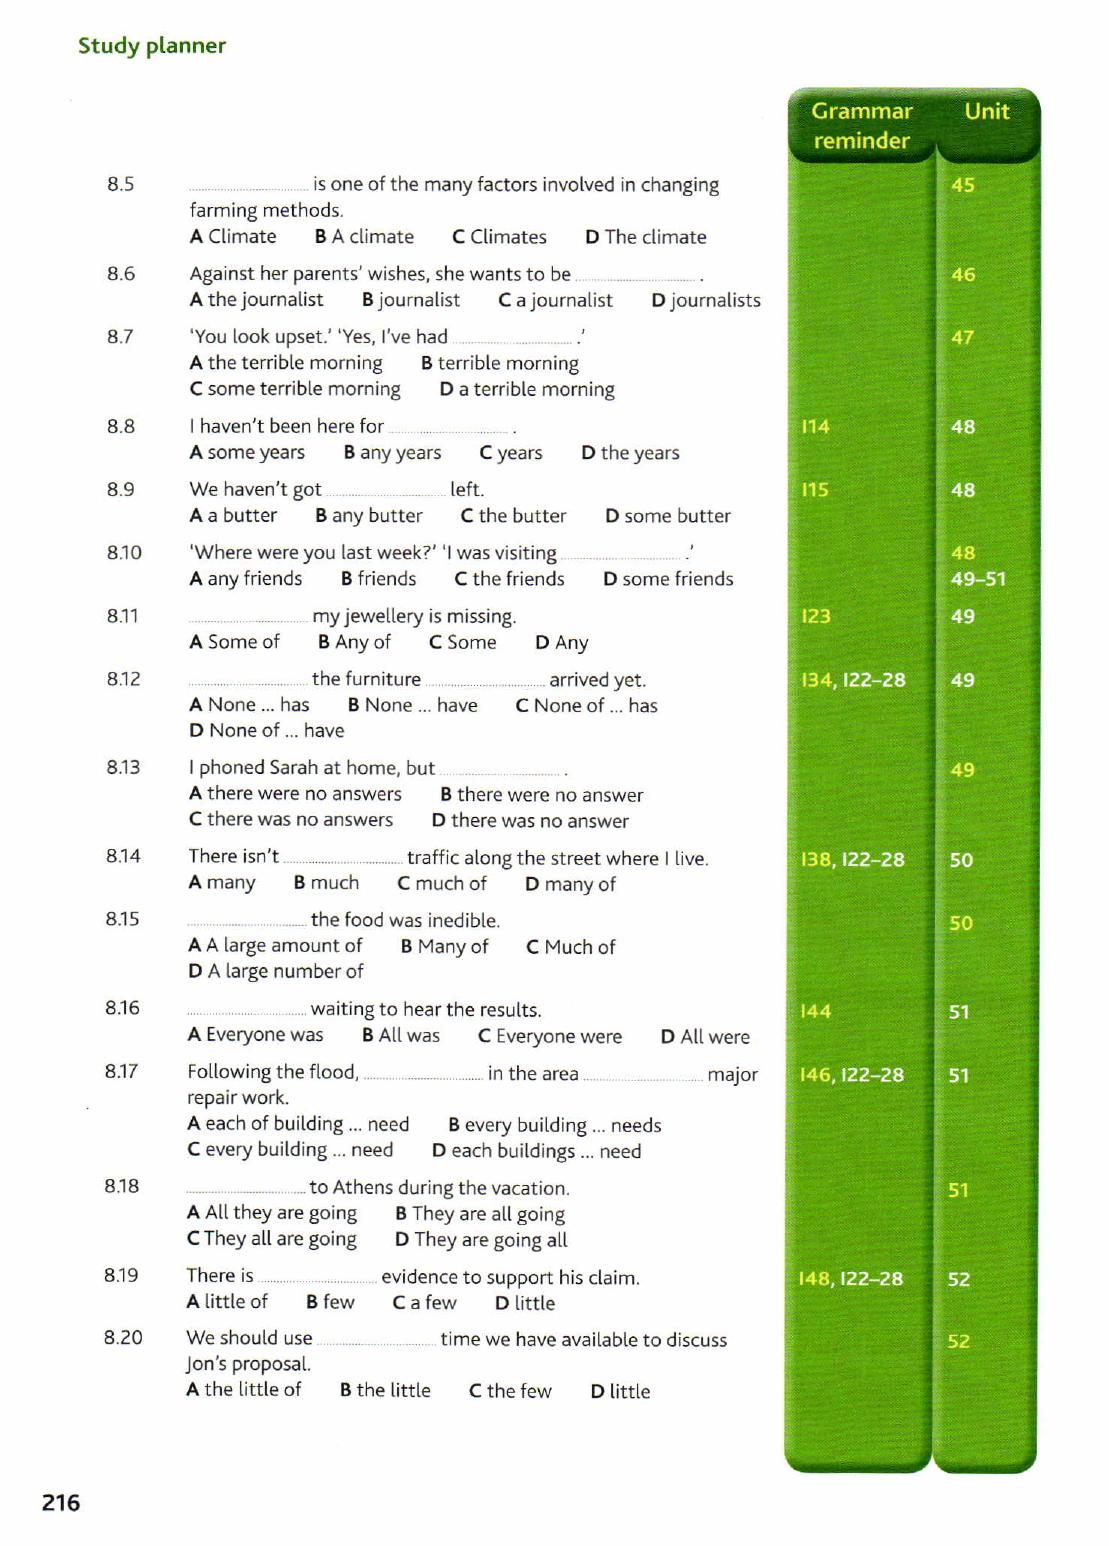 Study planner
Grammar reminder
Unit
8.5 .......... is one of the many factors involved in changing 45
farming methods.
A Climate B A climate C Climates D The climate
8.6 Against her parents' wishes, she wants to be .......... . 46
A the journalist B journalist C a journalist D journalists
8.7 'You look upset.' 'Yes, I've had .......... .' 47
A the terrible morning B terrible morning
C some terrible morning D a terrible morning
8.8 I haven't been here for .......... . I14 48
A some years B any years C years D the years
8.9 We haven't got .......... left. I15 48
A a butter B any butter C the butter D some butter
8.10 'Where were you last week?' 'I was visiting .......... .' 48
A any friends B friends C the friends D some friends 49–51
8.11 .......... my jewellery is missing. I23 49
A Some of B Any of C Some D Any
8.12 .......... the furniture .......... arrived yet. I34, I22–28 49
A None ... has B None ... have C None of ... has
D None of ... have
8.13 I phoned Sarah at home, but .......... . 49
A there were no answers B there were no answer
C there was no answers D there was no answer
8.14 There isn't .......... traffic along the street where I live. I38, I22–28 50
A many B much C much of D many of
8.15 .......... the food was inedible. 50
A A large amount of B Many of C Much of
D A large number of
8.16 .......... waiting to hear the results. I44 51
A Everyone was B All was C Everyone were D All were
8.17 Following the flood, .......... in the area .......... major I46, I22–28 51
repair work.
A each of building ... need B every building ... needs
C every building ... need D each buildings ... need
8.18 .......... to Athens during the vacation. 51
A All they are going B They are all going
C They all are going D They are going all
8.19 There is .......... evidence to support his claim. I48, I22–28 52
A little of B few C a few D little
8.20 We should use .......... time we have available to discuss 52
Jon's proposal.
A the little of B the little C the few D little
216